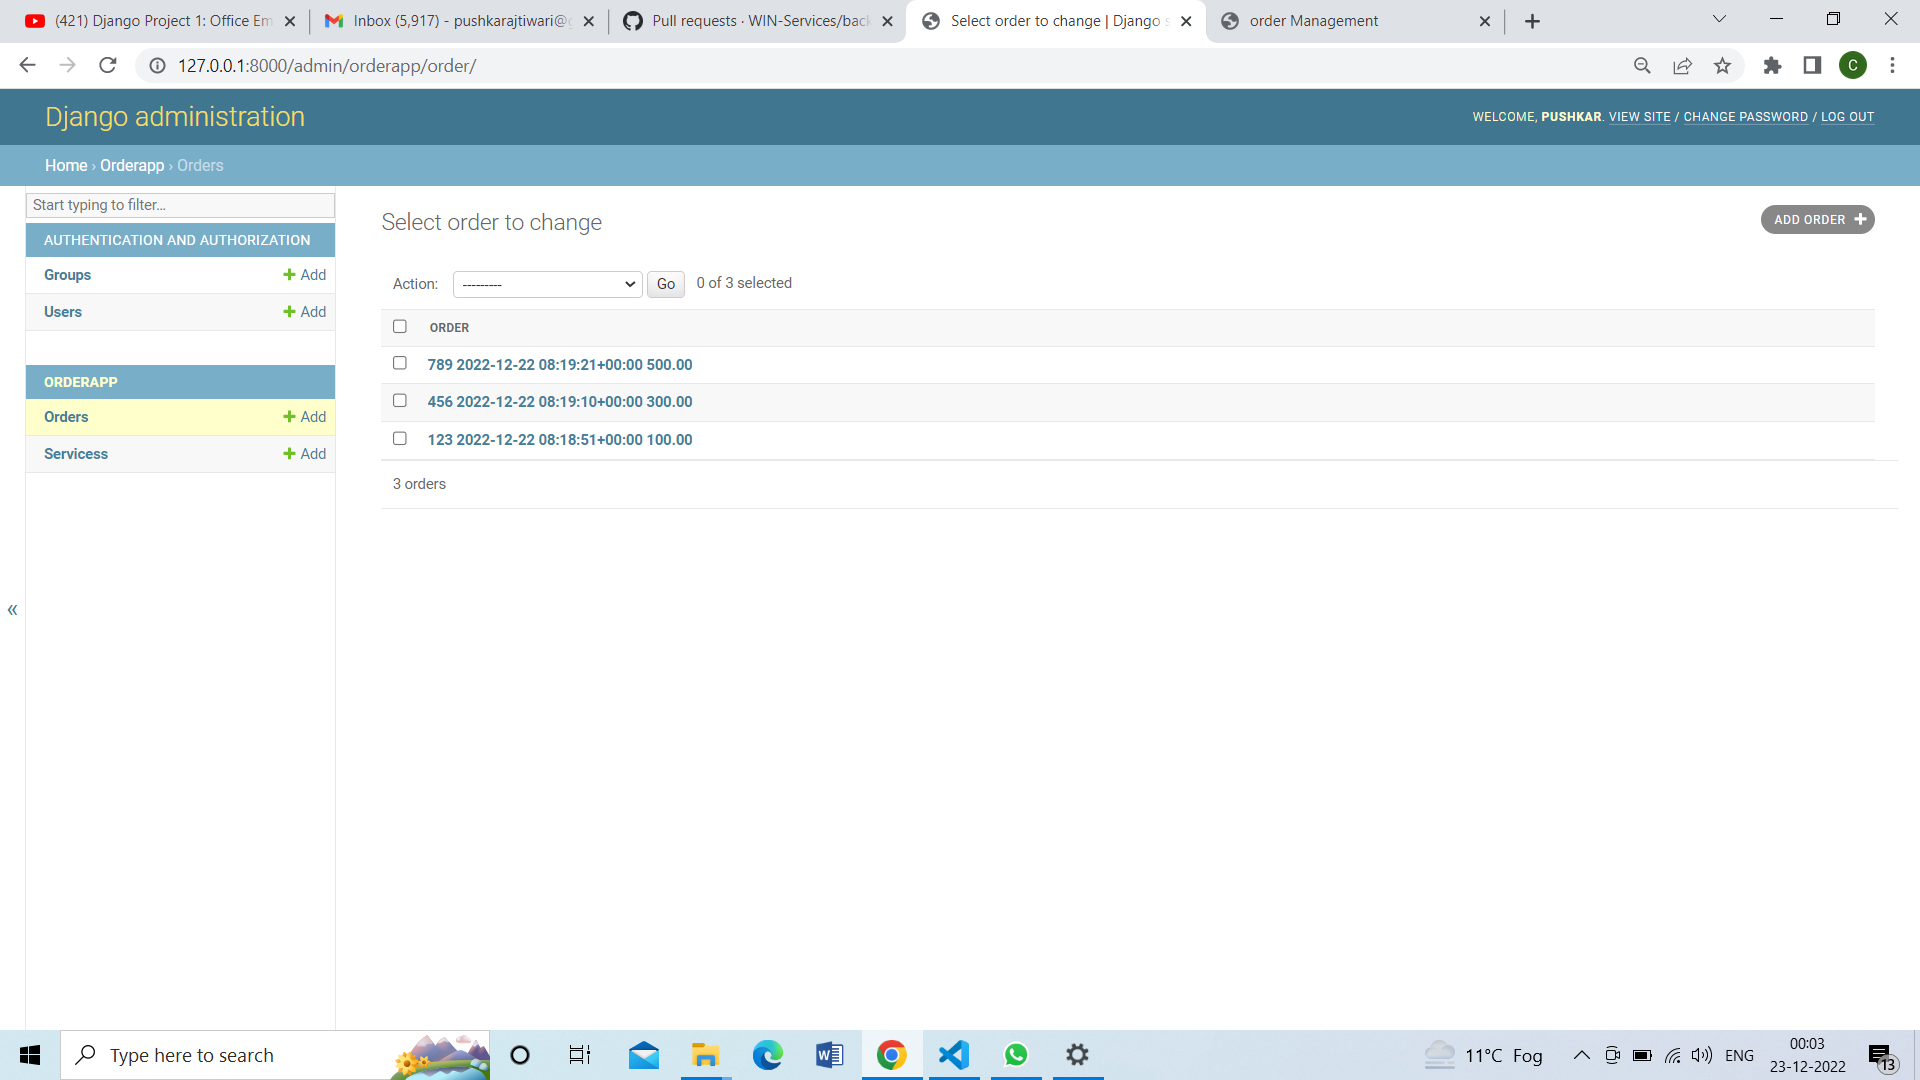 (421) Django Project 1: Office Em
Inbox (5,917) - pushkarajtiwari@g
Pull requests · WIN-Services/back
Select order to change | Django s
order Management
127.0.0.1:8000/admin/orderapp/order/
C
Django administration
WELCOME, PUSHKAR. VIEW SITE / CHANGE PASSWORD / LOG OUT
Home › Orderapp › Orders
Start typing to filter...
AUTHENTICATION AND AUTHORIZATION
Groups + Add
Users + Add
ORDERAPP
Orders + Add
Servicess + Add
«
Select order to change
ADD ORDER +
Action: --------- Go 0 of 3 selected
ORDER
789 2022-12-22 08:19:21+00:00 500.00
456 2022-12-22 08:19:10+00:00 300.00
123 2022-12-22 08:18:51+00:00 100.00
3 orders
Type here to search
11°C Fog
ENG
00:03
23-12-2022
13